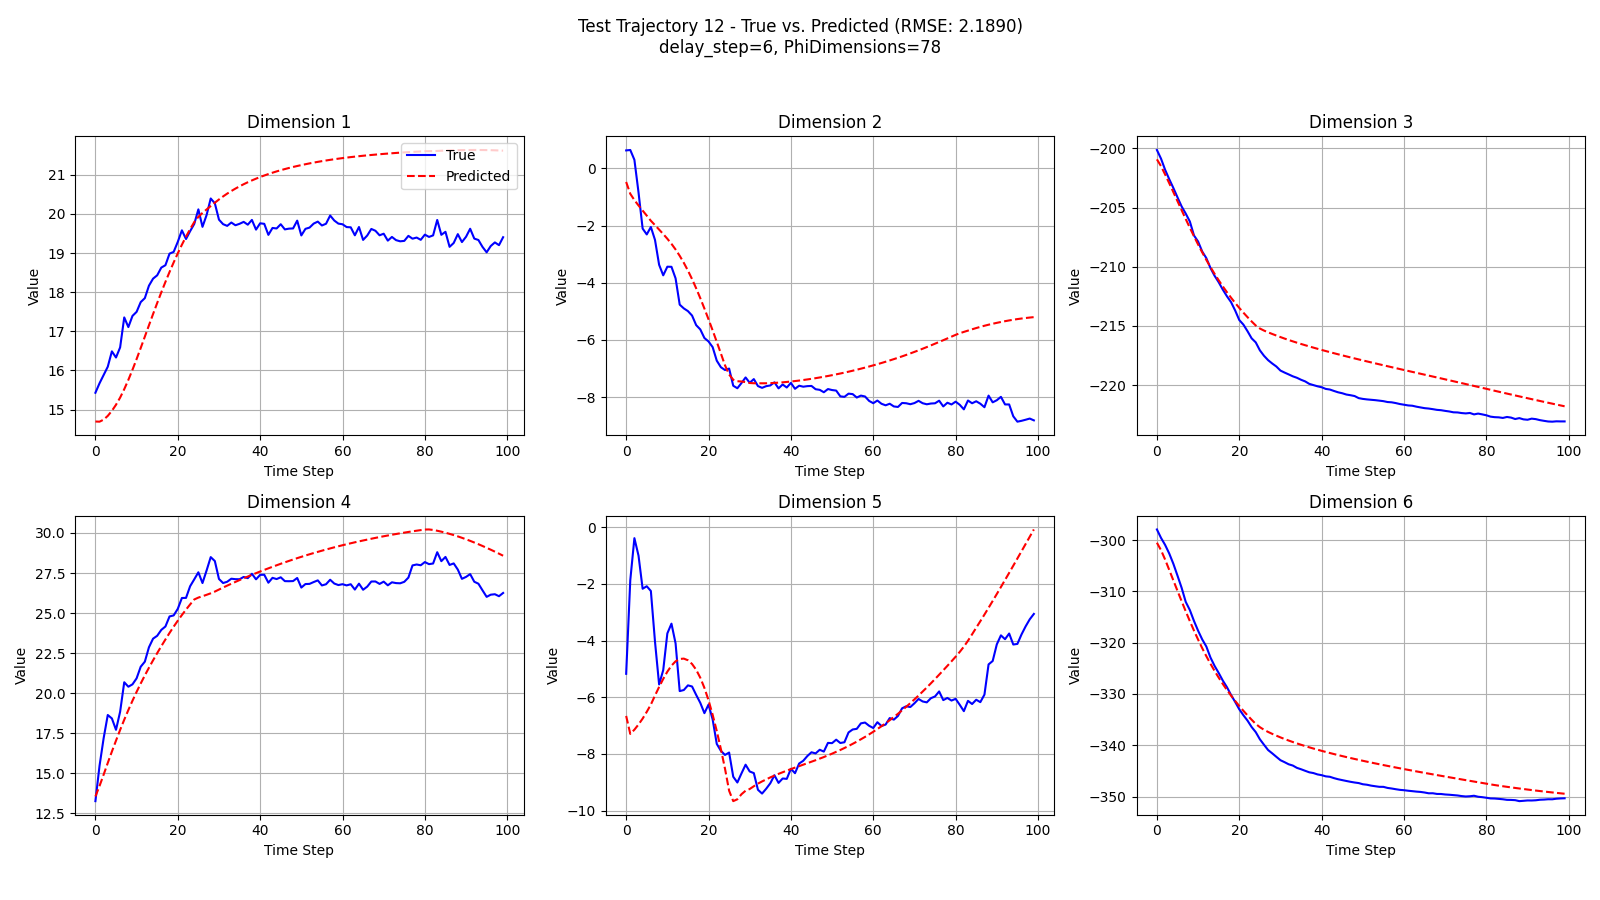 Test Trajectory 12 - True vs. Predicted (RMSE: 2.1890)
delay_step=6, PhiDimensions=78
Dimension 1
21
20
19
18
17
16
15
Value
0 20 40 60 80 100
Time Step
True
Predicted
Dimension 2
0
−2
−4
−6
−8
Value
0 20 40 60 80 100
Time Step
Dimension 3
−200
−205
−210
−215
−220
Value
0 20 40 60 80 100
Time Step
Dimension 4
30.0
27.5
25.0
22.5
20.0
17.5
15.0
12.5
Value
0 20 40 60 80 100
Time Step
Dimension 5
0
−2
−4
−6
−8
−10
Value
0 20 40 60 80 100
Time Step
Dimension 6
−300
−310
−320
−330
−340
−350
Value
0 20 40 60 80 100
Time Step